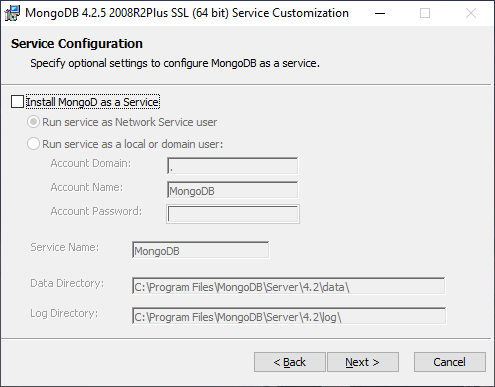 MongoDB 4.2.5 2008R2Plus SSL (64 bit) Service Customization
Service Configuration
Specify optional settings to configure MongoDB as a service.
Install MongoD as a Service
Run service as Network Service user
Run service as a local or domain user:
Account Domain: .
Account Name: MongoDB
Account Password:
Service Name: MongoDB
Data Directory: C:\Program Files\MongoDB\Server\4.2\data\
Log Directory: C:\Program Files\MongoDB\Server\4.2\log\
< Back Next > Cancel